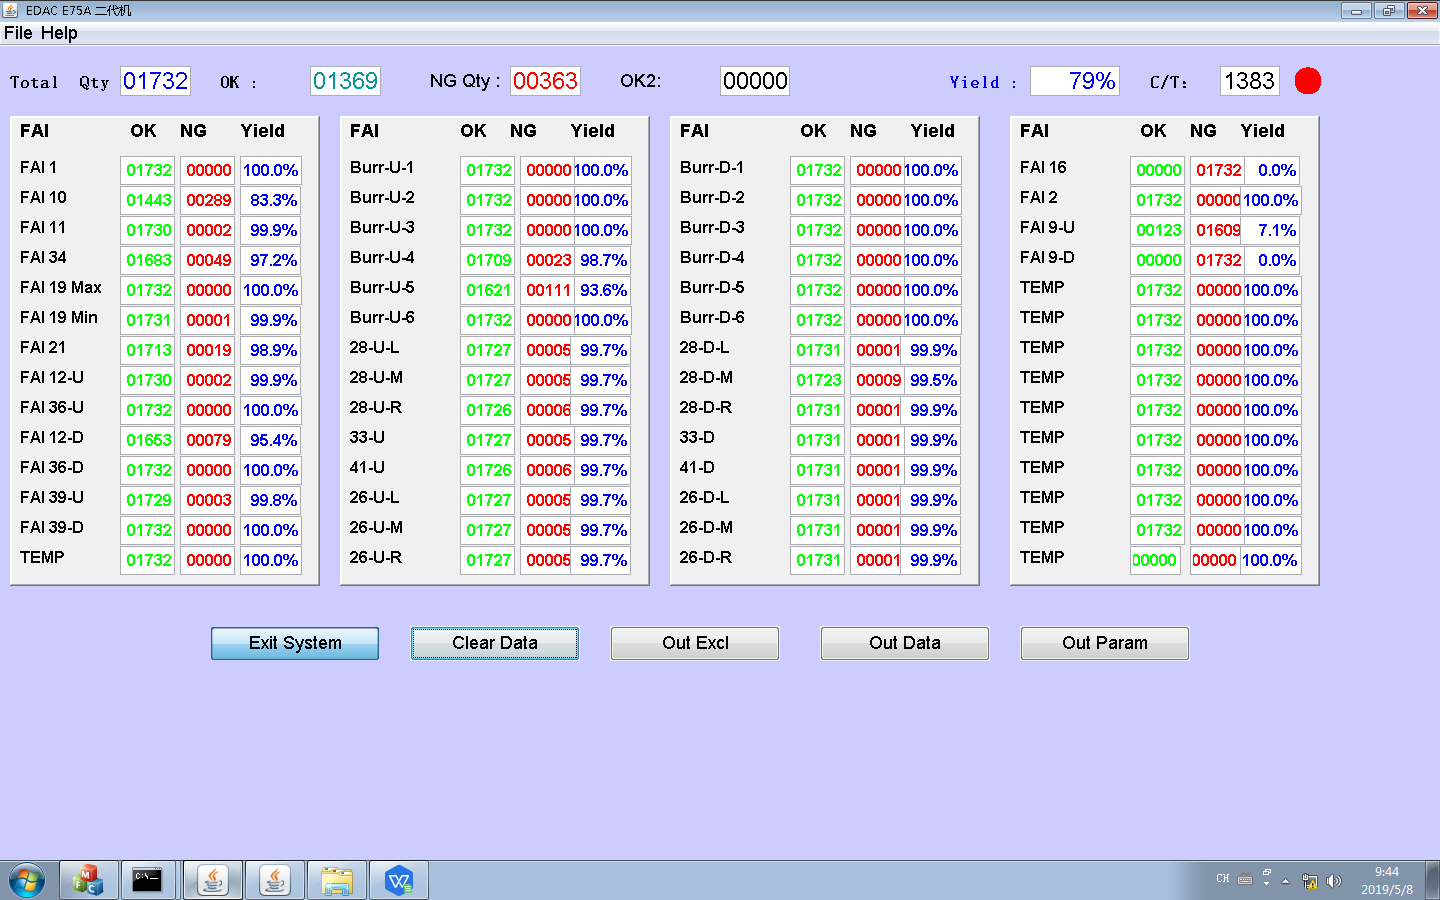 EDAC E75A 二代机
File Help
Total Qty 01732 OK : 01369 NG Qty : 00363 OK2: 00000 Yield : 79% C/T: 1383
FAI OK NG Yield
FAI 1 01732 00000 100.0%
FAI 10 01443 00289 83.3%
FAI 11 01730 00002 99.9%
FAI 34 01683 00049 97.2%
FAI 19 Max 01732 00000 100.0%
FAI 19 Min 01731 00001 99.9%
FAI 21 01713 00019 98.9%
FAI 12-U 01730 00002 99.9%
FAI 36-U 01732 00000 100.0%
FAI 12-D 01653 00079 95.4%
FAI 36-D 01732 00000 100.0%
FAI 39-U 01729 00003 99.8%
FAI 39-D 01732 00000 100.0%
TEMP 01732 00000 100.0%
FAI OK NG Yield
Burr-U-1 01732 00000 100.0%
Burr-U-2 01732 00000 100.0%
Burr-U-3 01732 00000 100.0%
Burr-U-4 01709 00023 98.7%
Burr-U-5 01621 00111 93.6%
Burr-U-6 01732 00000 100.0%
28-U-L 01727 00005 99.7%
28-U-M 01727 00005 99.7%
28-U-R 01726 00006 99.7%
33-U 01727 00005 99.7%
41-U 01726 00006 99.7%
26-U-L 01727 00005 99.7%
26-U-M 01727 00005 99.7%
26-U-R 01727 00005 99.7%
FAI OK NG Yield
Burr-D-1 01732 00000 100.0%
Burr-D-2 01732 00000 100.0%
Burr-D-3 01732 00000 100.0%
Burr-D-4 01732 00000 100.0%
Burr-D-5 01732 00000 100.0%
Burr-D-6 01732 00000 100.0%
28-D-L 01731 00001 99.9%
28-D-M 01723 00009 99.5%
28-D-R 01731 00001 99.9%
33-D 01731 00001 99.9%
41-D 01731 00001 99.9%
26-D-L 01731 00001 99.9%
26-D-M 01731 00001 99.9%
26-D-R 01731 00001 99.9%
FAI OK NG Yield
FAI 16 00000 01732 0.0%
FAI 2 01732 00000 100.0%
FAI 9-U 00123 01609 7.1%
FAI 9-D 00000 01732 0.0%
TEMP 01732 00000 100.0%
TEMP 01732 00000 100.0%
TEMP 01732 00000 100.0%
TEMP 01732 00000 100.0%
TEMP 01732 00000 100.0%
TEMP 01732 00000 100.0%
TEMP 01732 00000 100.0%
TEMP 01732 00000 100.0%
TEMP 01732 00000 100.0%
TEMP 00000 00000 100.0%
Exit System Clear Data Out Excl Out Data Out Param
M F C
C:\
W S
CH
9:44
2019/5/8